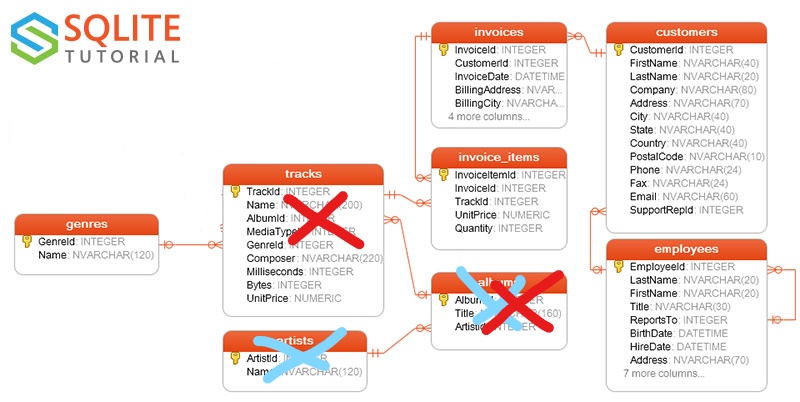 SQLITE
TUTORIAL
genres
GenreId: INTEGER
Name: NVARCHAR(120)
tracks
TrackId: INTEGER
Name: NVARCHAR(200)
AlbumId: INTEGER
INTEGER
GenreId: INTEGER
Composer: NVARCHAR(220)
Milliseconds: INTEGER
Bytes: INTEGER
UnitPrice: NUMERIC
artists
ArtistId: INTEGER
Name: NVARCHAR(120)
invoices
InvoiceId: INTEGER
CustomerId: INTEGER
InvoiceDate: DATETIME
BillingAddress: NVAR...
BillingCity: NVARCHA...
4 more columns...
invoice_items
InvoiceItemId: INTEGER
InvoiceId: INTEGER
TrackId: INTEGER
UnitPrice: NUMERIC
Quantity: INTEGER
albums
AlbumId: INTEGER
Title: NVARCHAR(160)
ArtistId: INTEGER
customers
CustomerId: INTEGER
FirstName: NVARCHAR(40)
LastName: NVARCHAR(20)
Company: NVARCHAR(80)
Address: NVARCHAR(70)
City: NVARCHAR(40)
State: NVARCHAR(40)
Country: NVARCHAR(40)
PostalCode: NVARCHAR(10)
Phone: NVARCHAR(24)
Fax: NVARCHAR(24)
Email: NVARCHAR(60)
SupportRepId: INTEGER
employees
EmployeeId: INTEGER
LastName: NVARCHAR(20)
FirstName: NVARCHAR(20)
Title: NVARCHAR(30)
ReportsTo: INTEGER
BirthDate: DATETIME
HireDate: DATETIME
Address: NVARCHAR(70)
7 more columns...